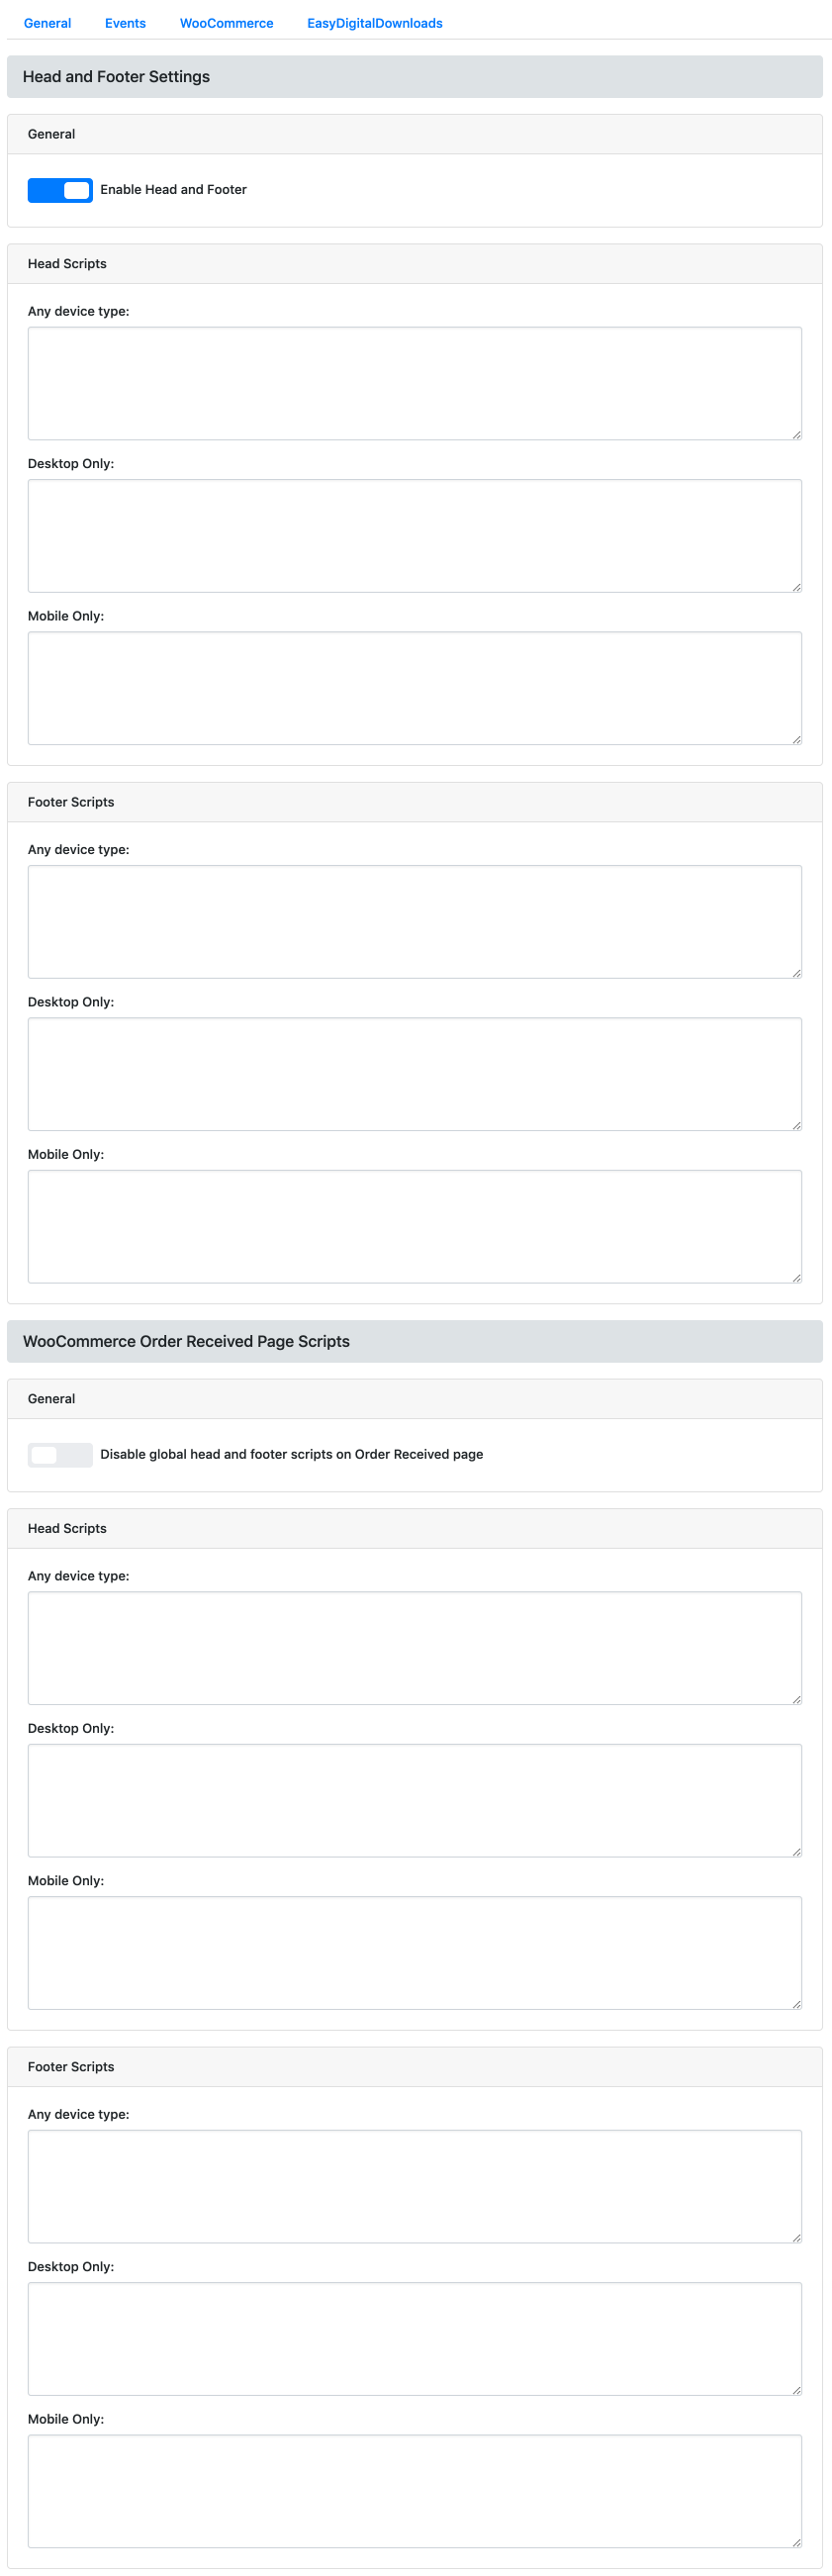 General Events WooCommerce EasyDigitalDownloads
Head and Footer Settings
General
Enable Head and Footer
Head Scripts
Any device type:
Desktop Only:
Mobile Only:
Footer Scripts
Any device type:
Desktop Only:
Mobile Only:
WooCommerce Order Received Page Scripts
General
Disable global head and footer scripts on Order Received page
Head Scripts
Any device type:
Desktop Only:
Mobile Only:
Footer Scripts
Any device type:
Desktop Only:
Mobile Only: